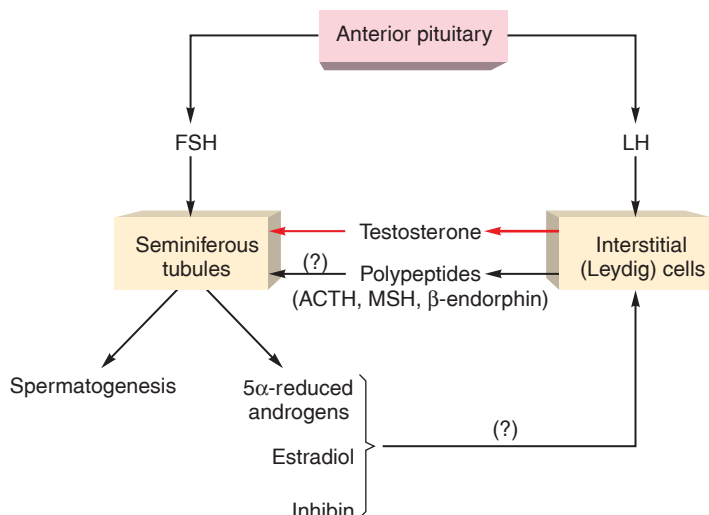 Anterior pituitary
FSH
LH
Seminiferous
tubules
Testosterone
(?)
Polypeptides
(ACTH, MSH, β-endorphin)
Interstitial
(Leydig) cells
Spermatogenesis
5α-reduced
androgens
Estradiol
Inhibin
(?)